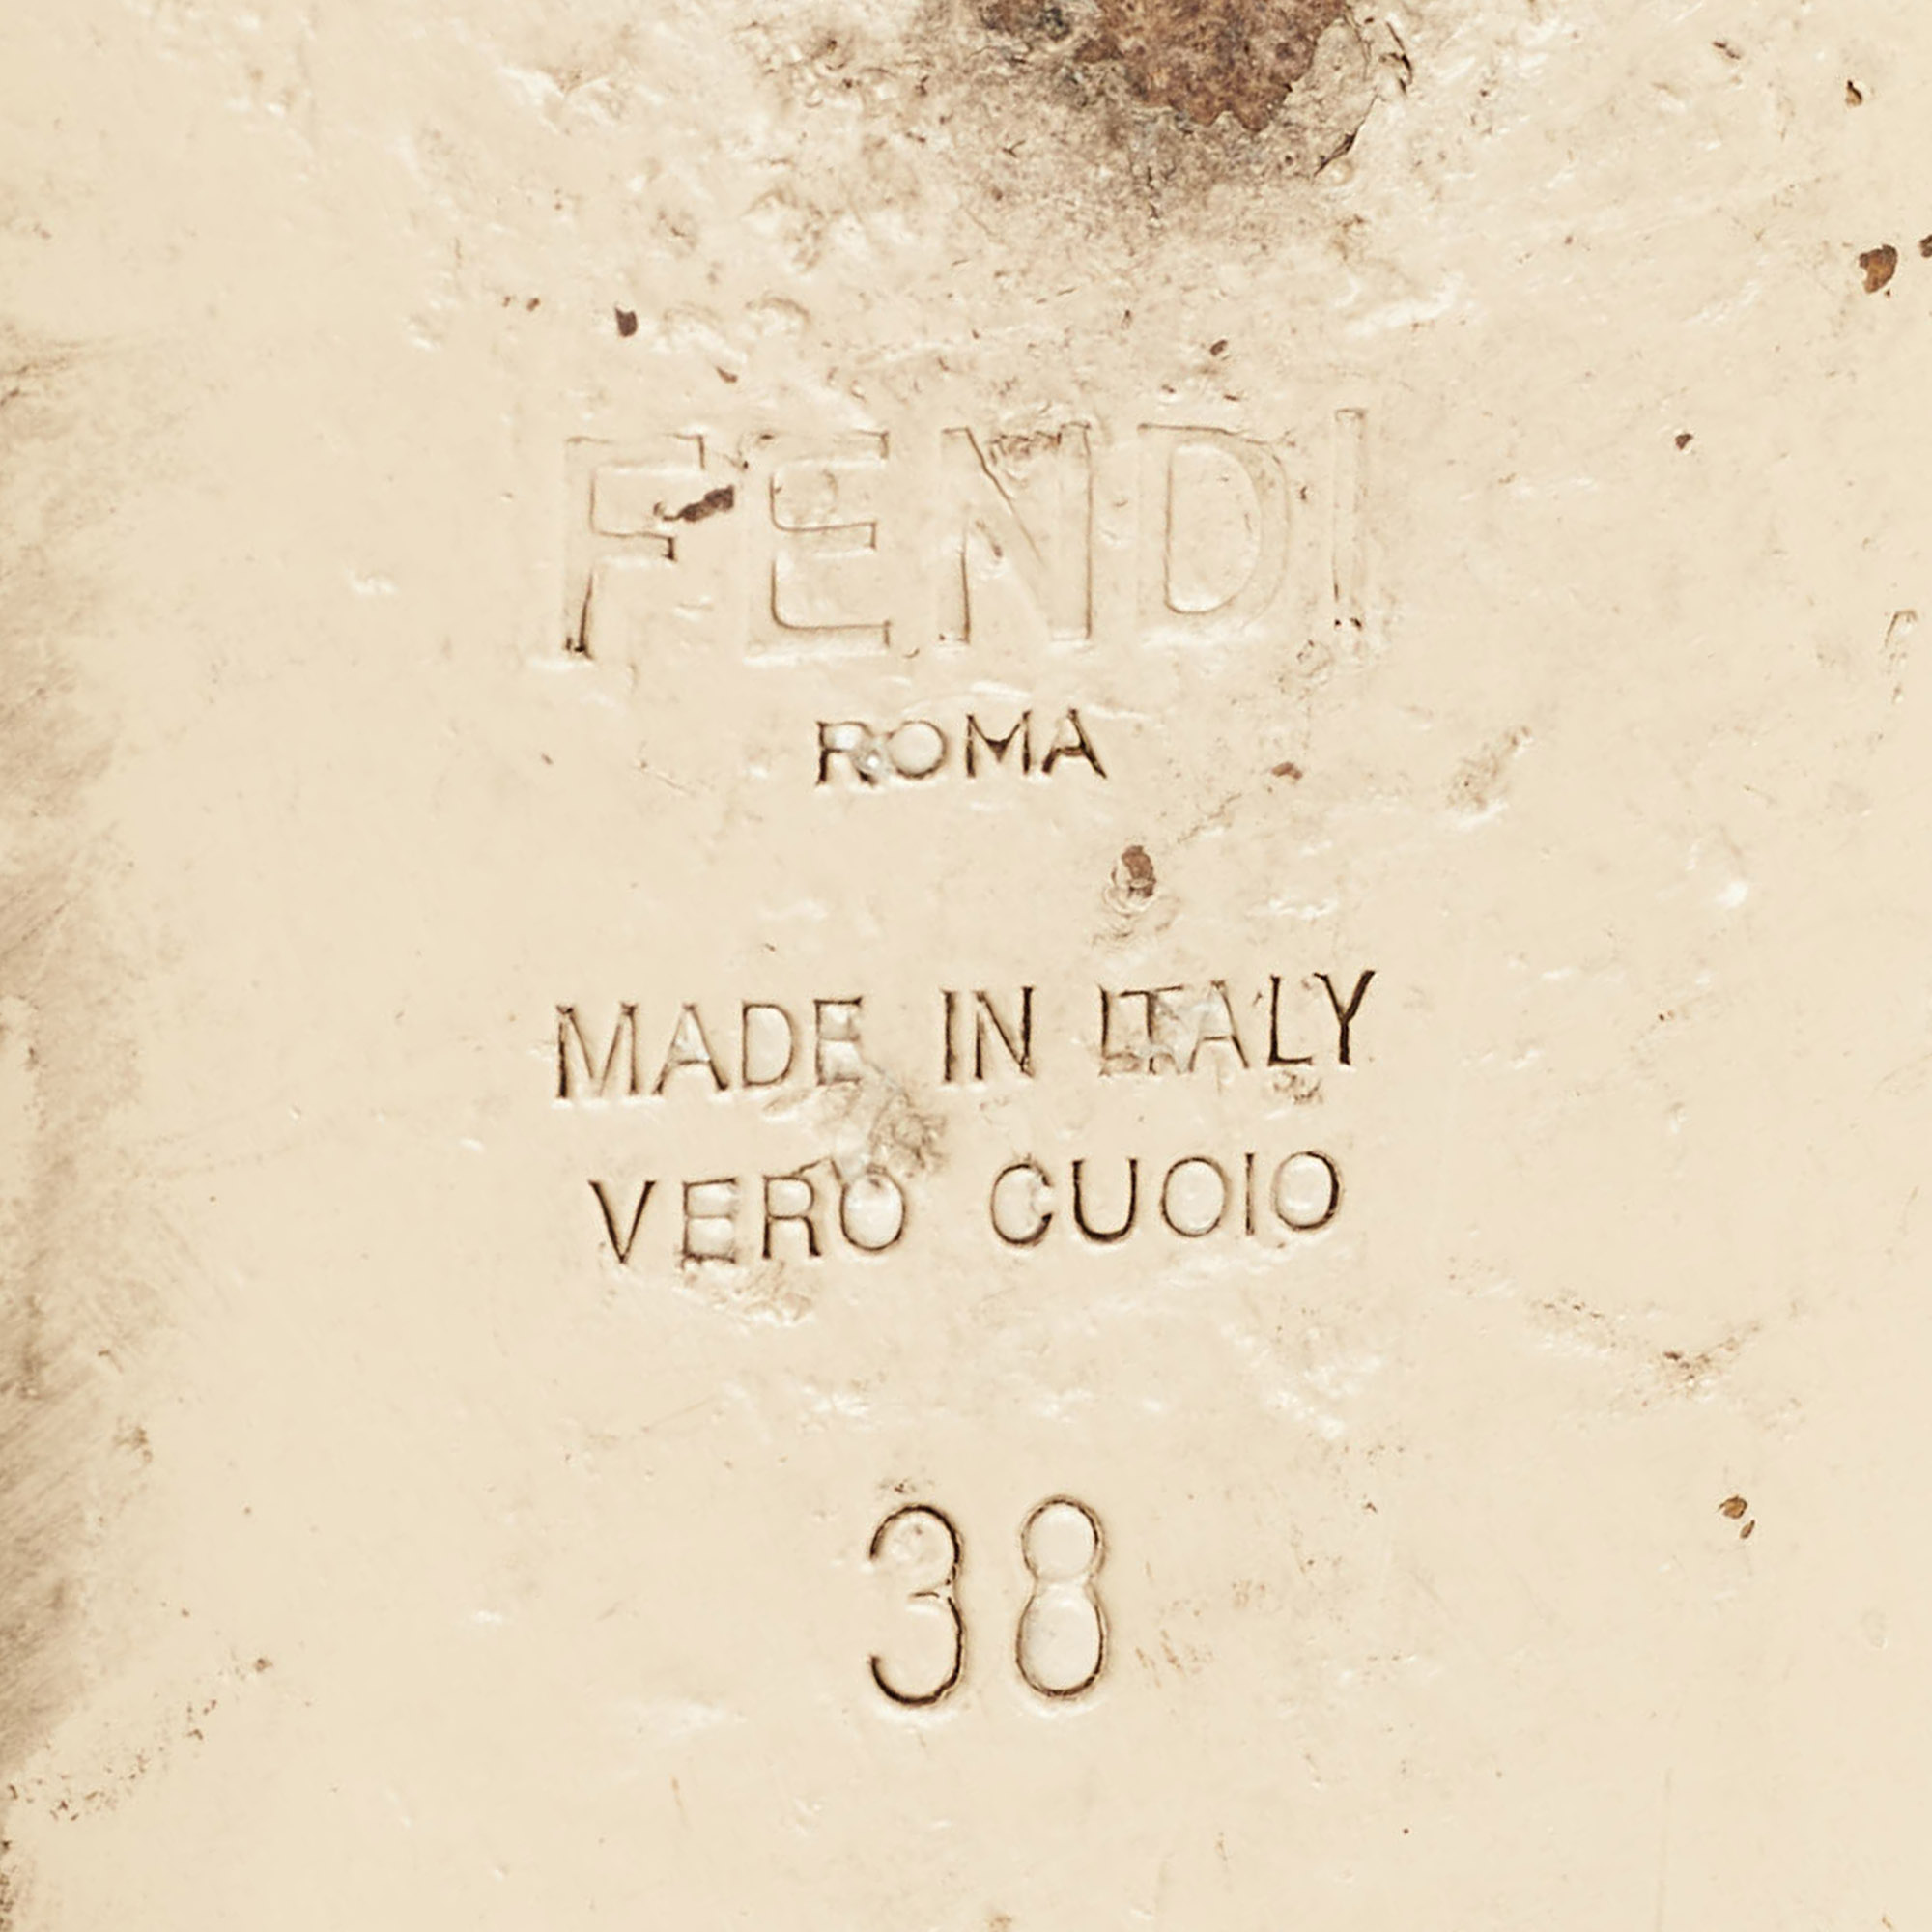 FENDI
ROMA
MADE IN ITALY
VERO CUOIO
38